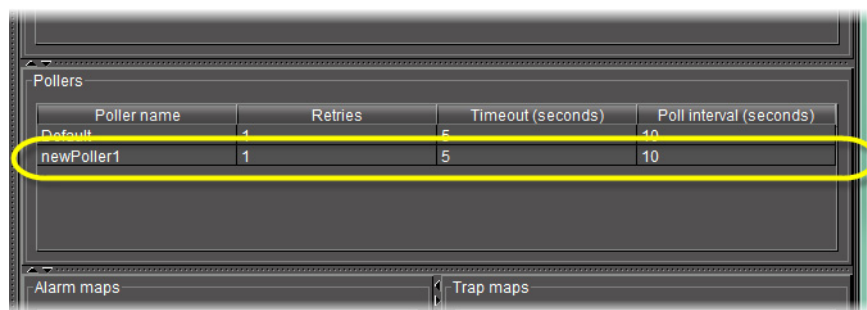 Pollers
Poller name Retries Timeout (seconds) Poll interval (seconds)
Default 1 5 10
newPoller1 1 5 10
Alarm maps Trap maps